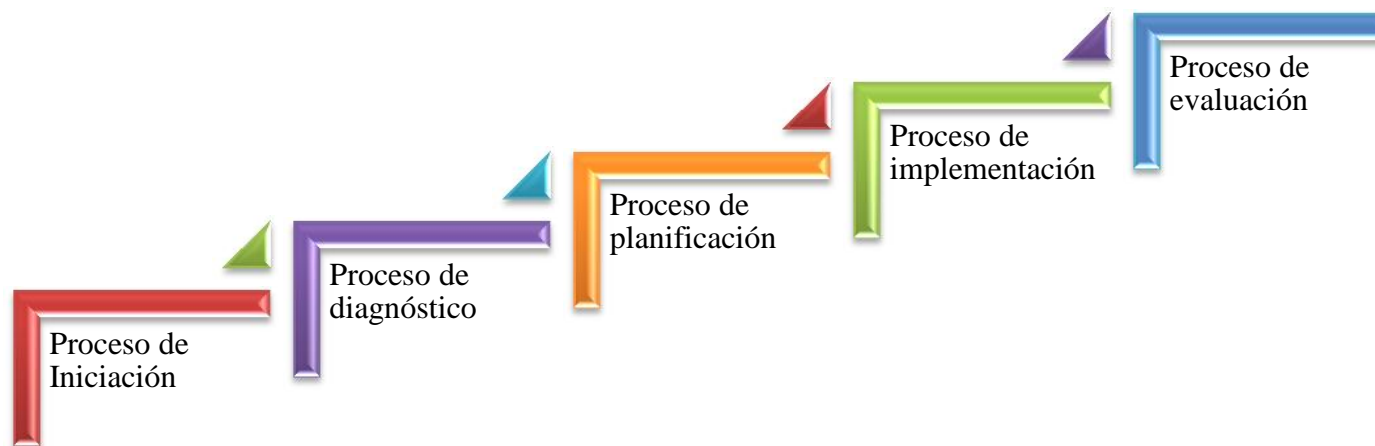 Proceso de
Iniciación
Proceso de
diagnóstico
Proceso de
planificación
Proceso de
implementación
Proceso de
evaluación